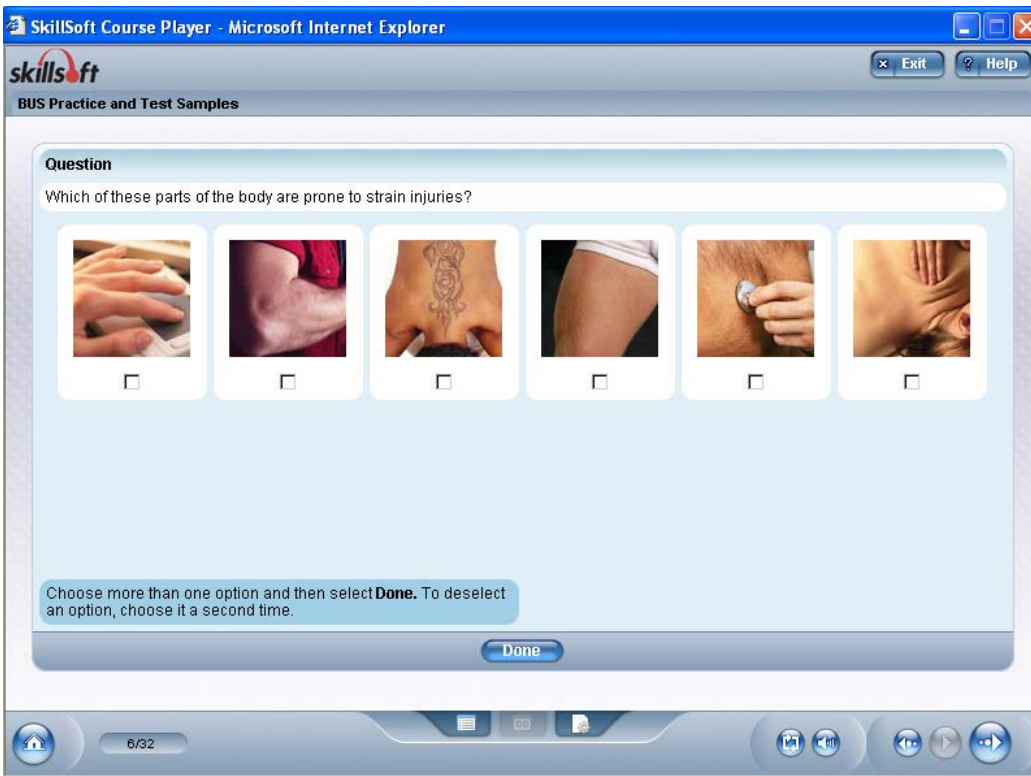 SkillSoft Course Player - Microsoft Internet Explorer
skillsoft
Exit
Help
BUS Practice and Test Samples
Question
Which of these parts of the body are prone to strain injuries?
Choose more than one option and then select Done. To deselect
an option, choose it a second time.
Done
6/32